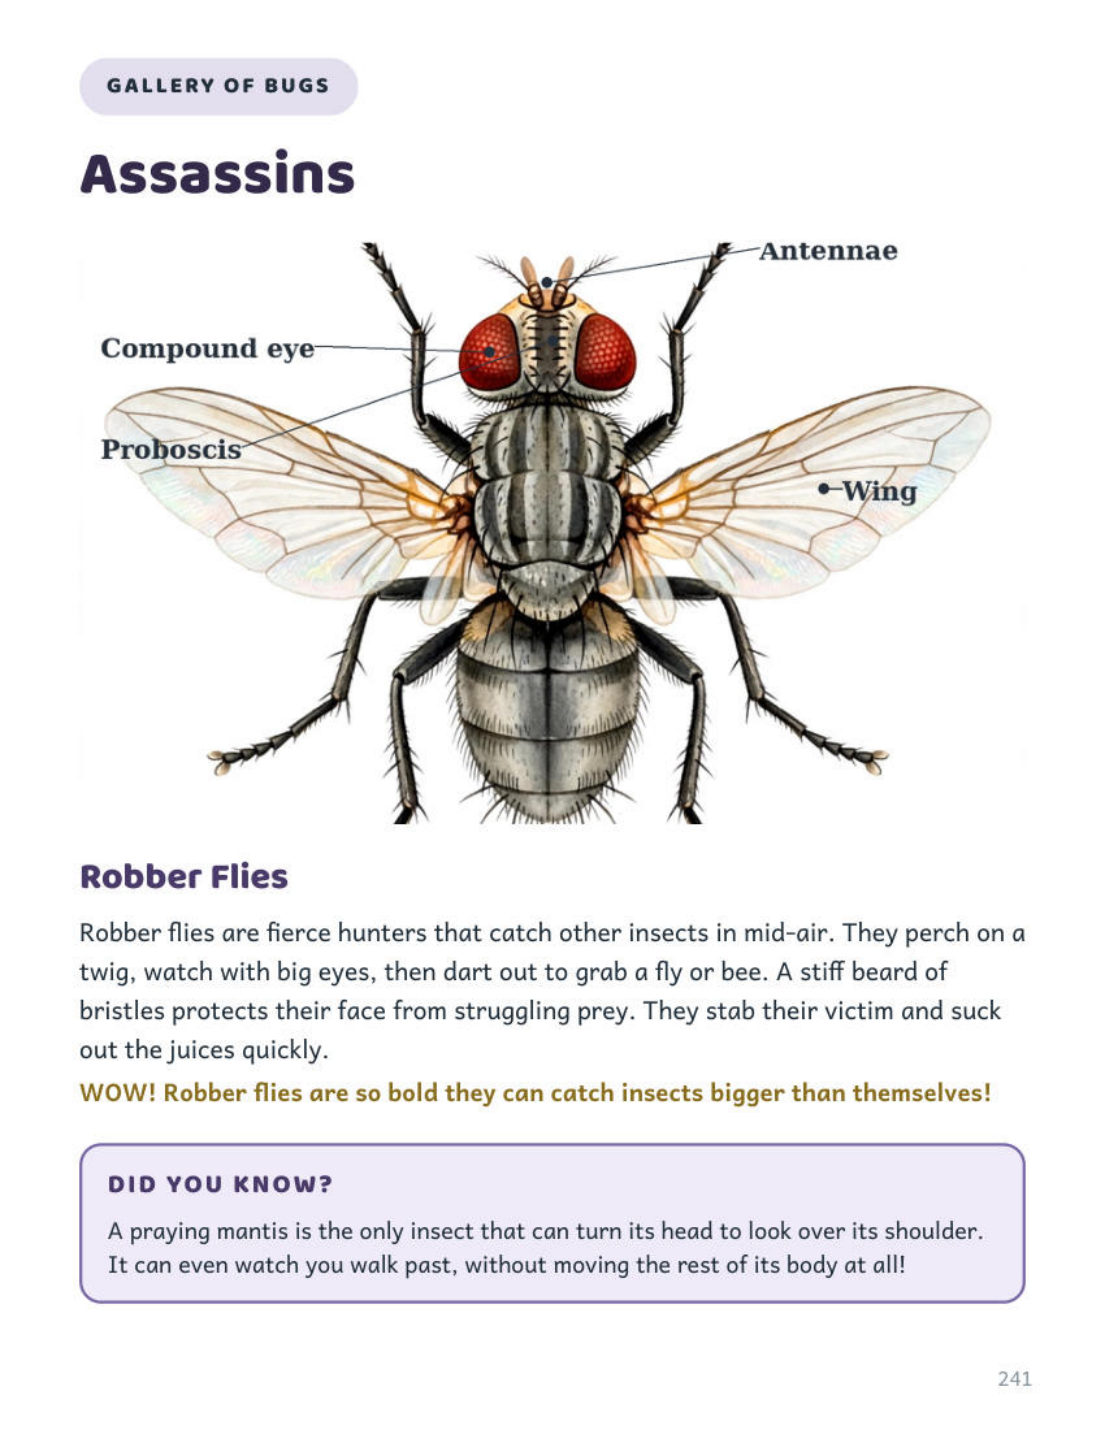 GALLERY OF BUGS
Assassins
Antennae
Compound eye
Proboscis
Wing
Robber Flies
Robber flies are fierce hunters that catch other insects in mid-air. They perch on a
twig, watch with big eyes, then dart out to grab a fly or bee. A stiff beard of
bristles protects their face from struggling prey. They stab their victim and suck
out the juices quickly.
WOW! Robber flies are so bold they can catch insects bigger than themselves!
DID YOU KNOW?
A praying mantis is the only insect that can turn its head to look over its shoulder.
It can even watch you walk past, without moving the rest of its body at all!
241